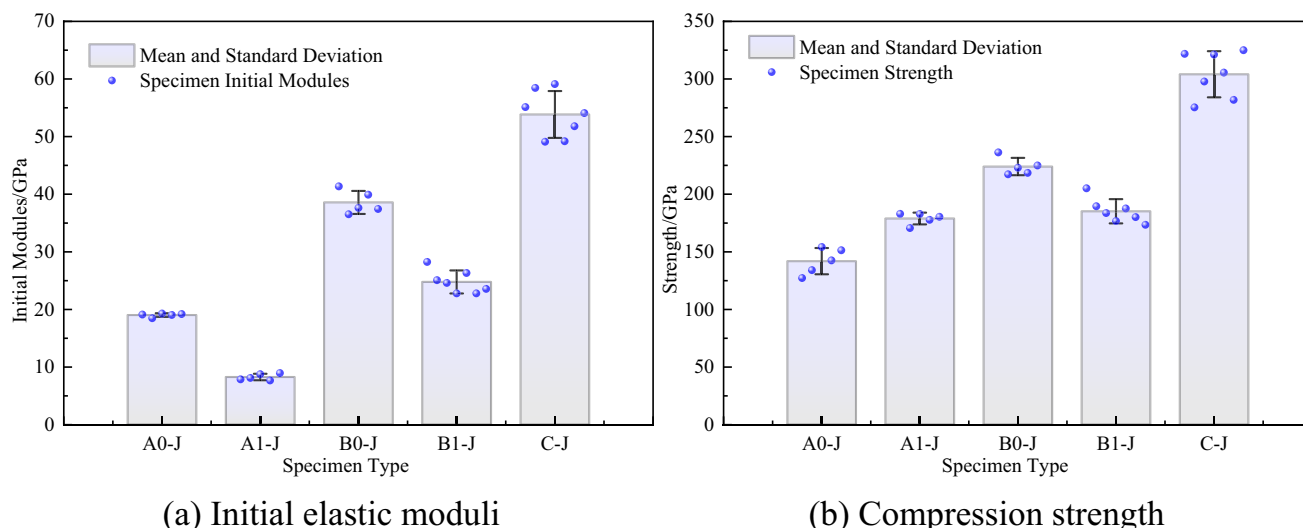 70
60
50
40
30
20
10
0
Initial Modules/GPa
Mean and Standard Deviation
Specimen Initial Modules
A0-J A1-J B0-J B1-J C-J
Specimen Type
(a) Initial elastic moduli
350
300
250
200
150
100
50
0
Strength/GPa
Mean and Standard Deviation
Specimen Strength
A0-J A1-J B0-J B1-J C-J
Specimen Type
(b) Compression strength